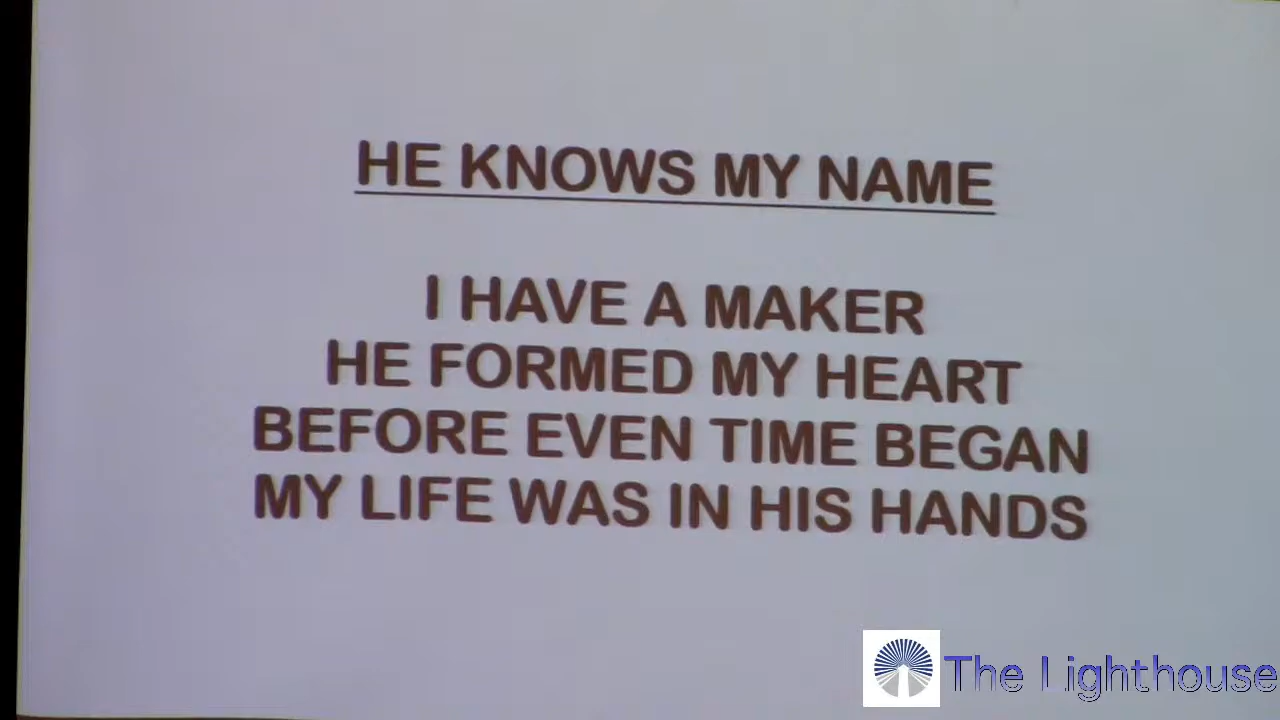 HE KNOWS MY NAME
I HAVE A MAKER
HE FORMED MY HEART
BEFORE EVEN TIME BEGAN
MY LIFE WAS IN HIS HANDS
The Lighthouse